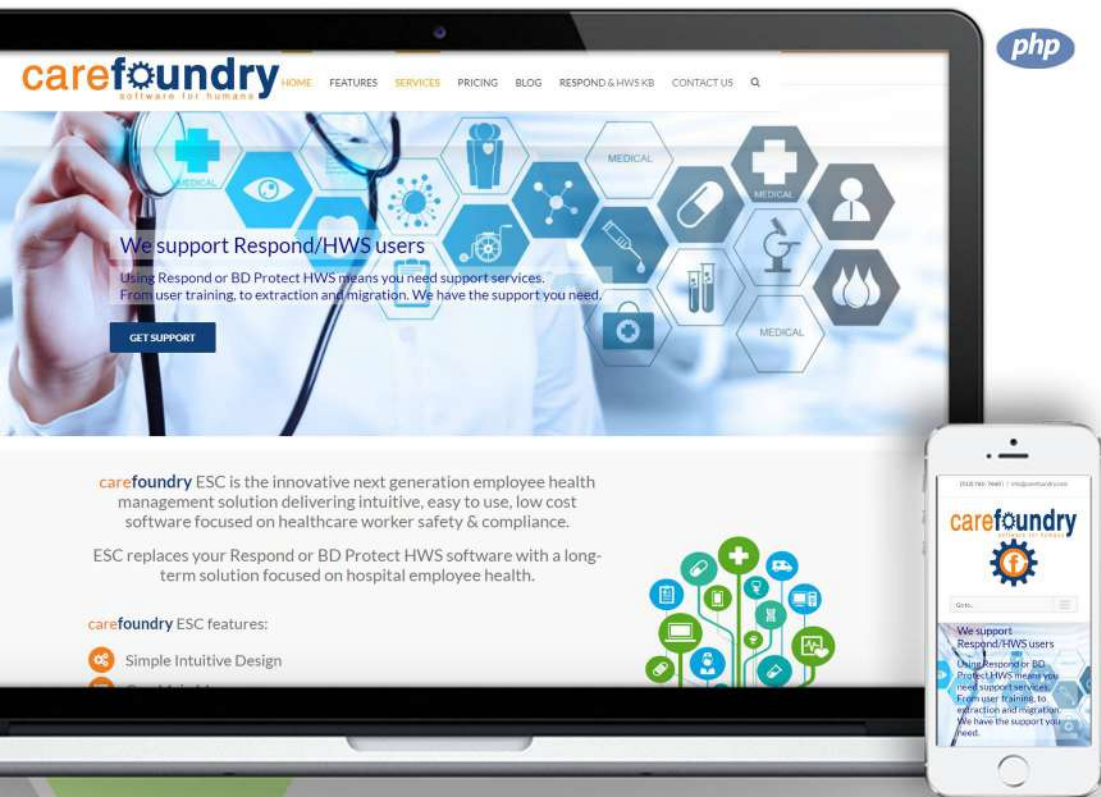 php
carefoundry
software for humans
HOME FEATURES SERVICES PRICING BLOG RESPOND & HWS KB CONTACT US
MEDICAL
MEDICAL
MEDICAL
MEDICAL
We support Respond/HWS users
Using Respond or BD Protect HWS means you need support services.
From user training, to extraction and migration. We have the support you need.
GET SUPPORT
carefoundry ESC is the innovative next generation employee health
management solution delivering intuitive, easy to use, low cost
software focused on healthcare worker safety & compliance.
ESC replaces your Respond or BD Protect HWS software with a long-
term solution focused on hospital employee health.
carefoundry ESC features:
Simple Intuitive Design
carefoundry
software for humans
f
Go to...
We support
Respond/HWS users
Using Respond or BD
Protect HWS means you
need support services.
From user training, to
extraction and migration.
We have the support you
need.